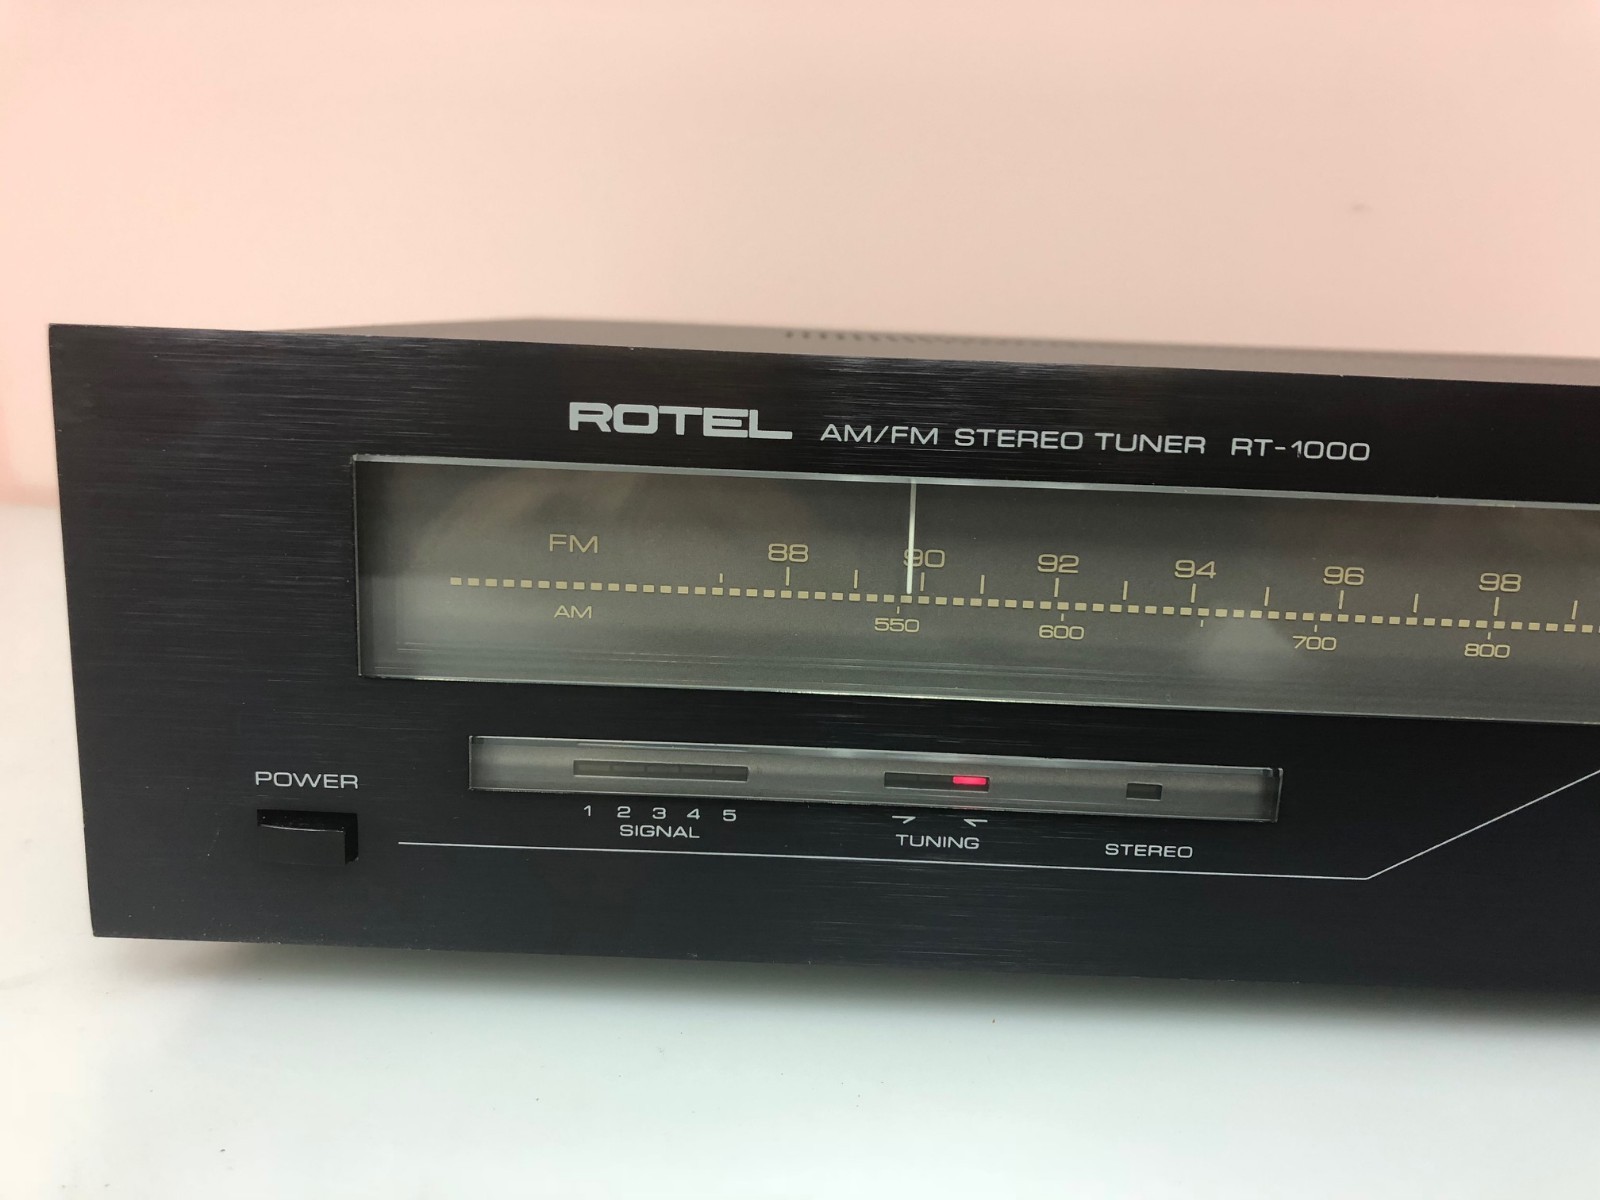 ROTEL AM/FM STEREO TUNER RT-1000
FM 88 90 92 94 96 98
AM 550 600 700 800
POWER
1 2 3 4 5
SIGNAL
TUNING
STEREO